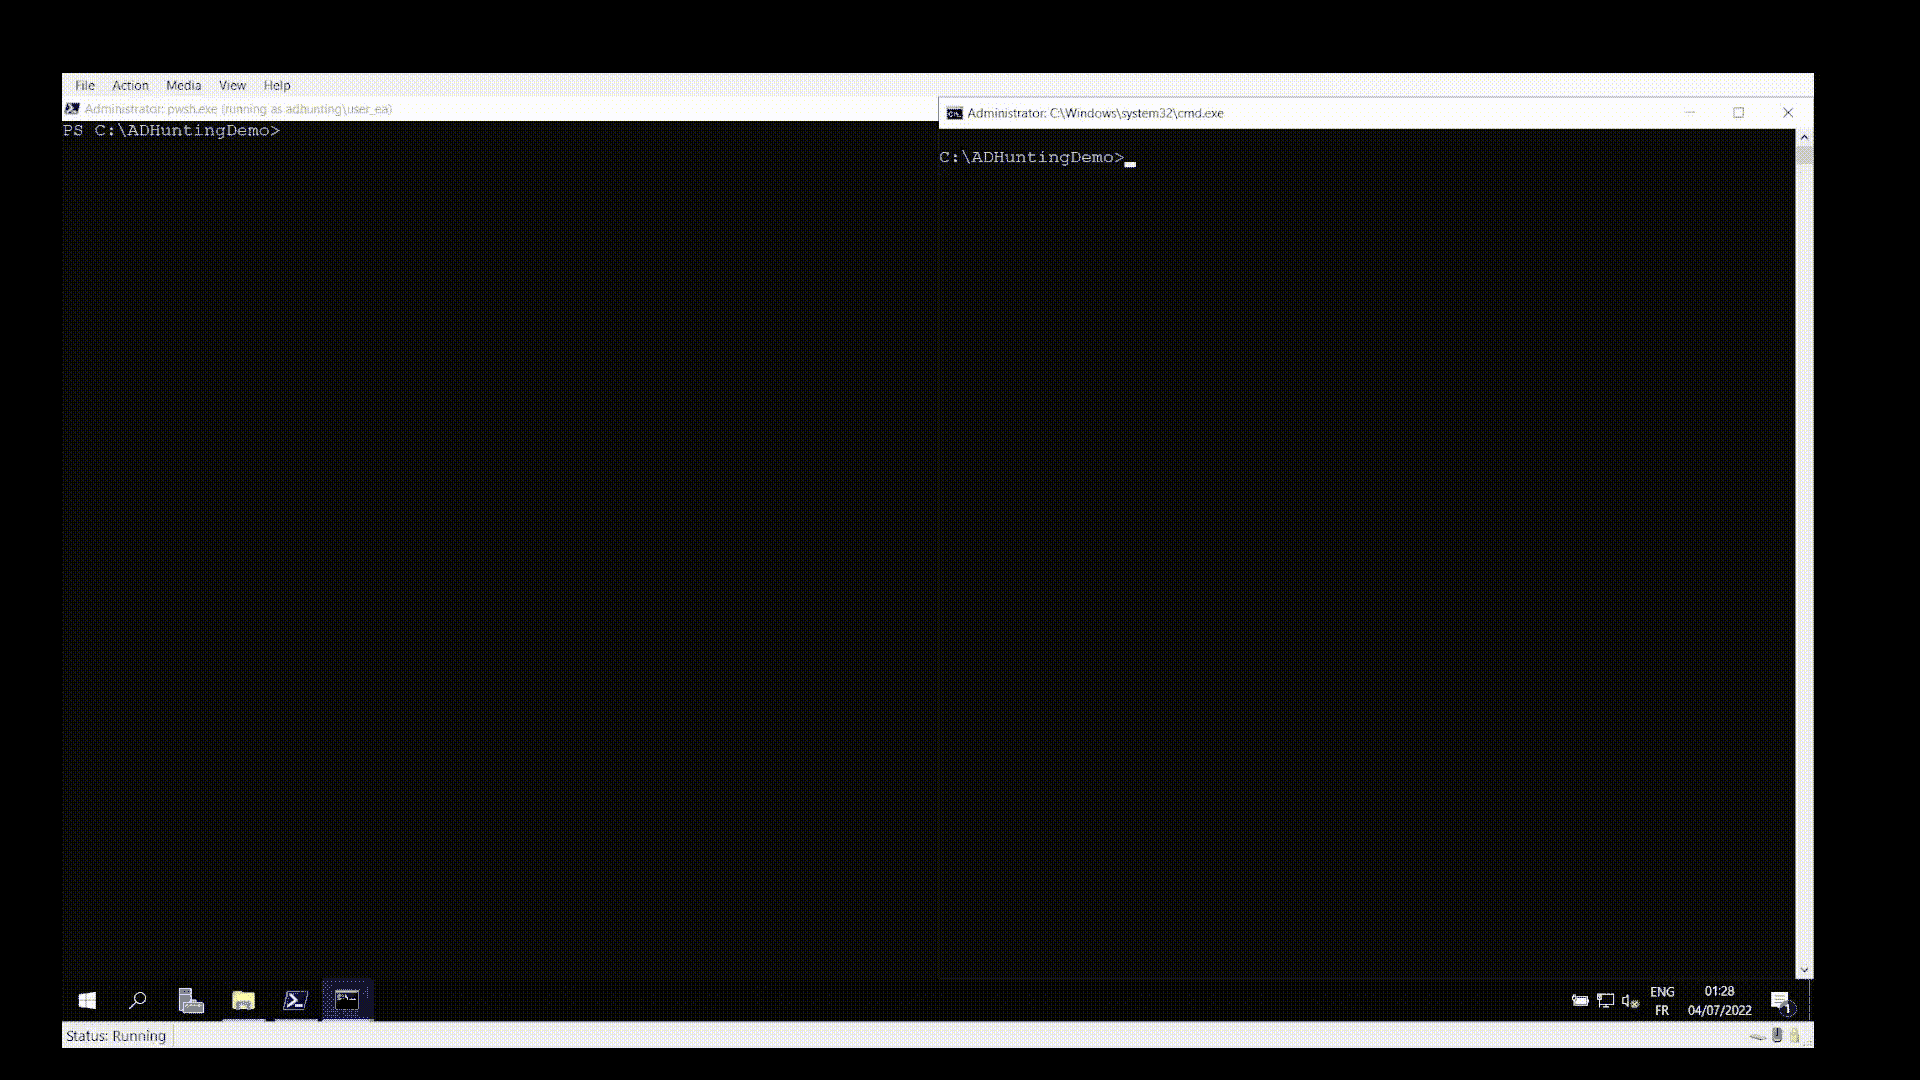 File Action Media View Help
Administrator: pwsh.exe (running as adhunting\user_ea)
PS C:\ADHuntingDemo>
Administrator: C:\Windows\system32\cmd.exe
C:\ADHuntingDemo>
ENG
FR
01:28
04/07/2022
1
Status: Running